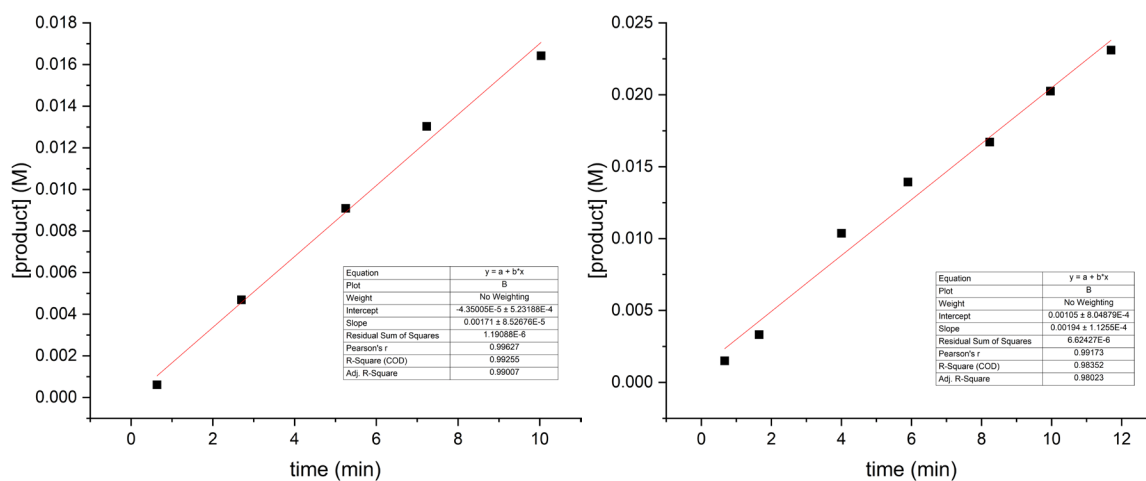 0.018
0.016
0.014
0.012
0.010
0.008
0.006
0.004
0.002
0.000
[product] (M)
0 2 4 6 8 10
time (min)
Equation y = a + b*x
Plot B
Weight No Weighting
Intercept -4.35005E-5 ± 5.23188E-4
Slope 0.00171 ± 8.52676E-5
Residual Sum of Squares 1.19088E-6
Pearson's r 0.99627
R-Square (COD) 0.99255
Adj. R-Square 0.99007
0.025
0.020
0.015
0.010
0.005
0.000
[product] (M)
0 2 4 6 8 10 12
time (min)
Equation y = a + b*x
Plot B
Weight No Weighting
Intercept 0.00105 ± 8.04879E-4
Slope 0.00194 ± 1.1255E-4
Residual Sum of Squares 6.62427E-6
Pearson's r 0.99173
R-Square (COD) 0.98352
Adj. R-Square 0.98023